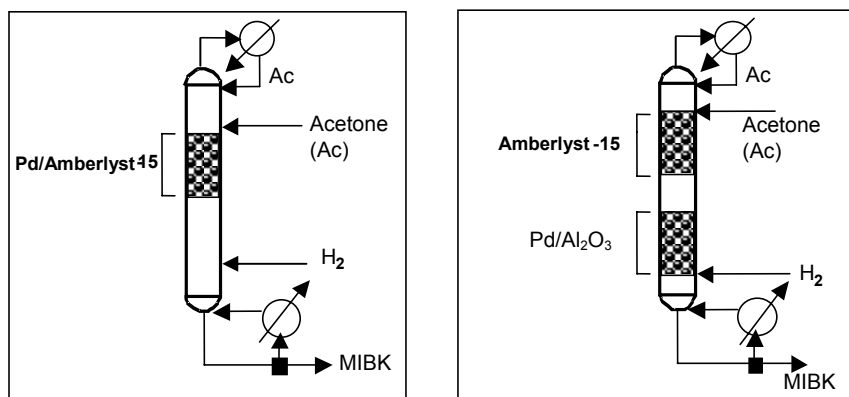 Ac
Acetone
(Ac)
Pd/Amberlyst-15
H2
MIBK
Ac
Acetone
(Ac)
Amberlyst -15
Pd/Al2O3
H2
MIBK